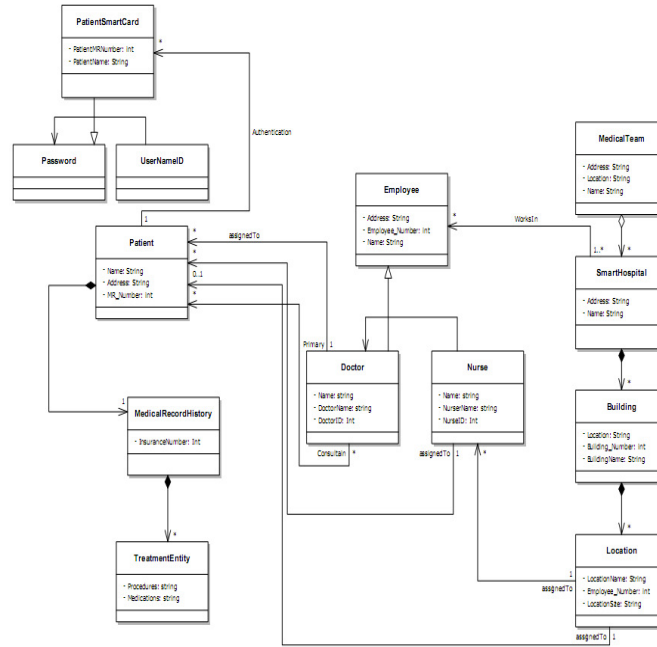 PatientSmartCard
- PatientMRNumber: Int
- PatientName: String
*
Authentication
Password
UserNameID
MedicalTeam
- Address: String
- Location: String
- Name: String
Employee
- Address: String
- Employee_Number: int
- Name: String
*
WorksIn
1..*
*
SmartHospital
- Address: String
- Name: String
1
Patient
- Name: String
- Address: String
- MR_Number: int
*
assignedTo
*
0..1
*
Primary
1
Doctor
- Name: string
- DoctorName: string
- DoctorID: Int
Nurse
- Name: string
- NurserName: string
- NurseID: Int
*
Building
- Location: String
- Building_Number: int
- BuildingName: String
1
MedicalRecordHistory
- InsuranceNumber: Int
Consultain
*
assignedTo
1
*
*
*
TreatmentEntity
- Procedures: string
- Medications: string
Location
- LocationName: String
- Employee_Number: int
- LocationSite: String
1
assignedTo
assignedTo
1